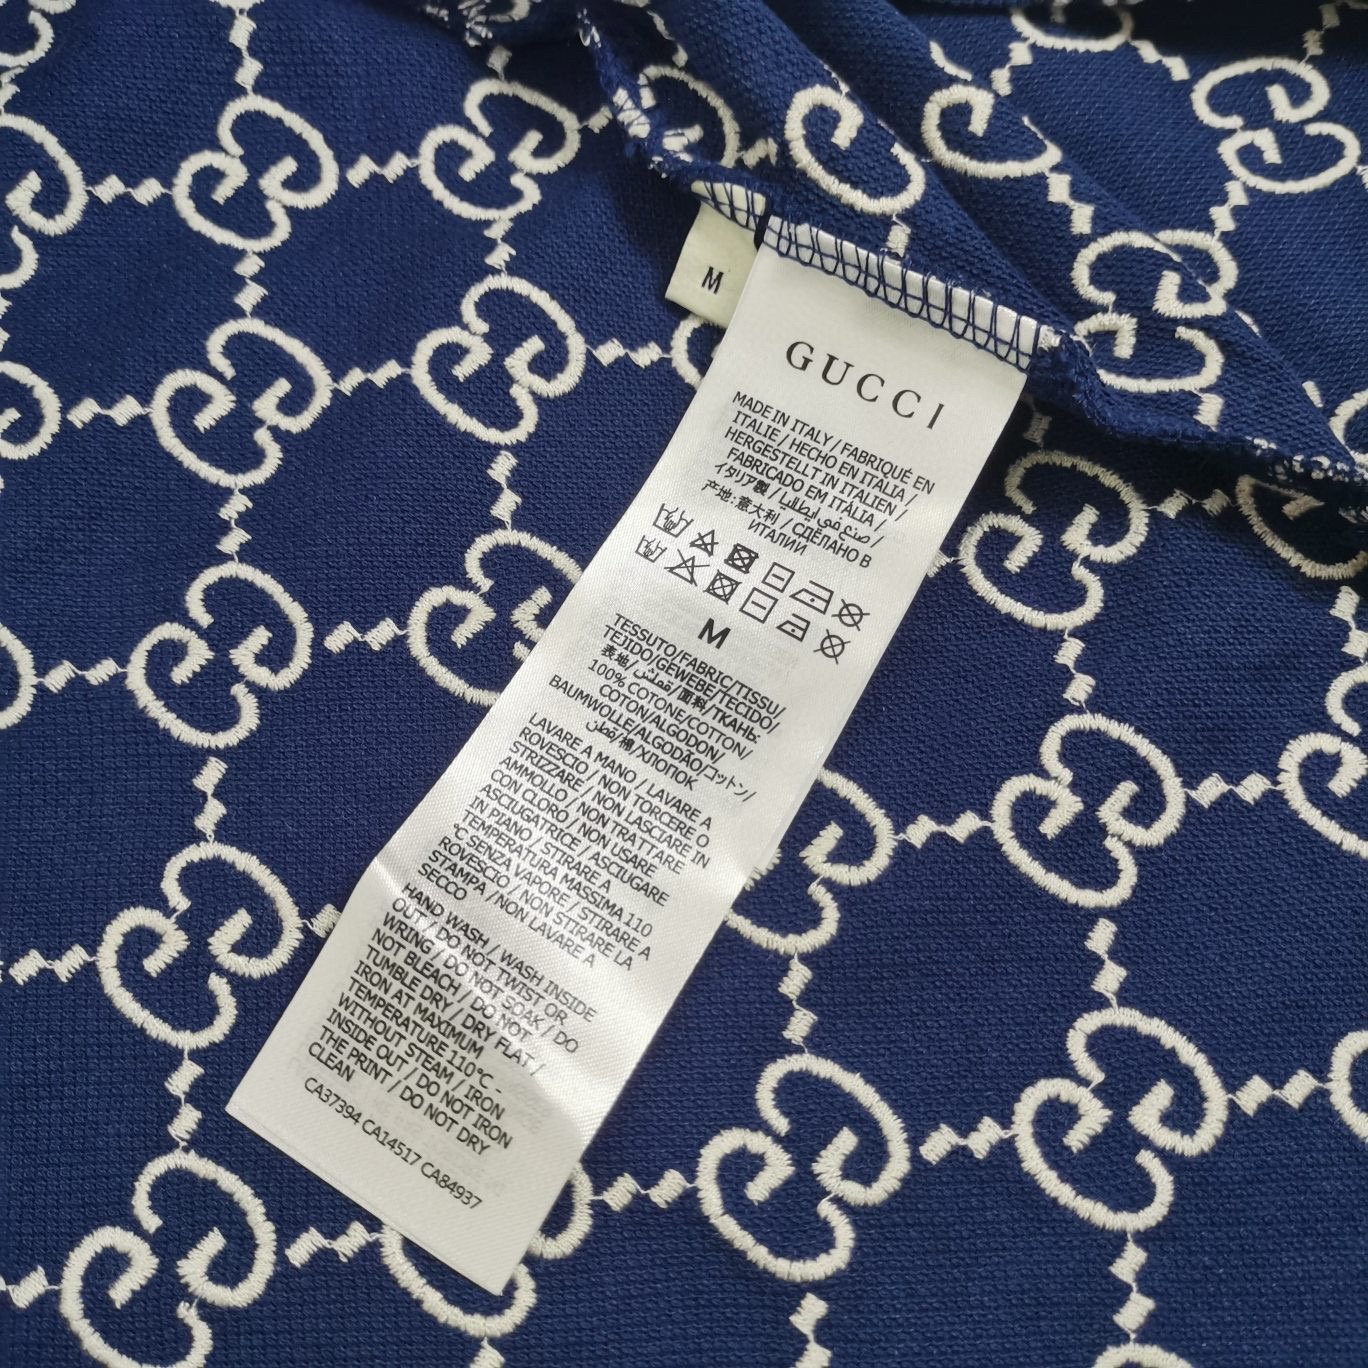 M
GUCCI
MADE IN ITALY / FABRIQUÉ EN
ITALIE / HECHO EN ITALIA /
HERGESTELLT IN ITALIEN /
FABRICADO EM ITÁLIA /
イタリア製 / صنع في إيطاليا /
产地:意大利 / СДЕЛАНО В
ИТАЛИИ
M
TESSUTO/FABRIC/TISSU/
TEJIDO/GEWEBE/TECIDO/
表地/قماش/面料/ТКАНЬ:
100% COTONE/COTTON/
COTON/ALGODON/
BAUMWOLLE/ALGODÃO/コットン/
قطن/棉/ХЛОПОК
LAVARE A MANO / LAVARE A
ROVESCIO / NON TORCERE O
STRIZZARE / NON LASCIARE IN
AMMOLLO / NON TRATTARE
CON CLORO / NON USARE
ASCIUGATRICE / ASCIUGARE
IN PIANO / STIRARE A
TEMPERATURA MASSIMA 110
°C SENZA VAPORE / STIRARE A
ROVESCIO / NON STIRARE LA
STAMPA / NON LAVARE A
SECCO
HAND WASH / WASH INSIDE
OUT / DO NOT TWIST OR
WRING / DO NOT SOAK / DO
NOT BLEACH / DO NOT
TUMBLE DRY / DRY FLAT /
IRON AT MAXIMUM
TEMPERATURE 110°C -
WITHOUT STEAM / IRON
INSIDE OUT / DO NOT IRON
THE PRINT / DO NOT DRY
CLEAN
CA37394 CA14517 CA84937